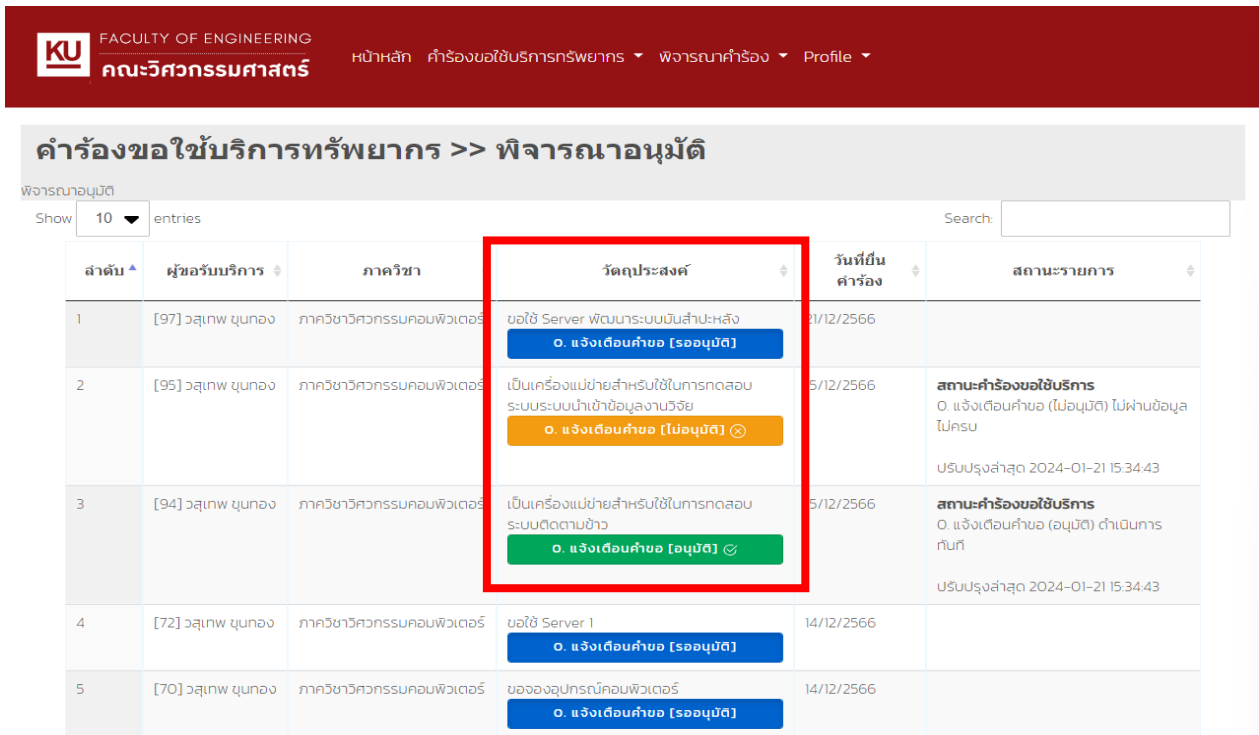 KU
FACULTY OF ENGINEERING
คณะวิศวกรรมศาสตร์
หน้าหลัก คำร้องขอใช้บริการทรัพยากร พิจารณาคำร้อง Profile
คำร้องขอใช้บริการทรัพยากร >> พิจารณาอนุมัติ
พิจารณาอนุมัติ
Show 10 entries Search:
ลำดับ ผู้ขอรับบริการ ภาควิชา วัตถุประสงค์ วันที่ยื่น สถานะรายการ
คำร้อง
1 [97] วสุเทพ ขุนทอง ภาควิชาวิศวกรรมคอมพิวเตอร์ ขอใช้ Server พัฒนาระบบมันสำปะหลัง 21/12/2566
0. แจ้งเตือนคำขอ [รออนุมัติ]
2 [95] วสุเทพ ขุนทอง ภาควิชาวิศวกรรมคอมพิวเตอร์ เป็นเครื่องแม่ข่ายสำหรับใช้ในการทดสอบ 5/12/2566 สถานะคำร้องขอใช้บริการ
ระบบระบบนำเข้าข้อมูลงานวิจัย 0. แจ้งเตือนคำขอ (ไม่อนุมัติ) ไม่ผ่านข้อมูล
0. แจ้งเตือนคำขอ [ไม่อนุมัติ] ไม่ครบ
ปรับปรุงล่าสุด 2024-01-21 15:34:43
3 [94] วสุเทพ ขุนทอง ภาควิชาวิศวกรรมคอมพิวเตอร์ เป็นเครื่องแม่ข่ายสำหรับใช้ในการทดสอบ 5/12/2566 สถานะคำร้องขอใช้บริการ
ระบบติดตามข้าว 0. แจ้งเตือนคำขอ (อนุมัติ) ดำเนินการ
0. แจ้งเตือนคำขอ [อนุมัติ] ทันที
ปรับปรุงล่าสุด 2024-01-21 15:34:43
4 [72] วสุเทพ ขุนทอง ภาควิชาวิศวกรรมคอมพิวเตอร์ ขอใช้ Server 1 14/12/2566
0. แจ้งเตือนคำขอ [รออนุมัติ]
5 [70] วสุเทพ ขุนทอง ภาควิชาวิศวกรรมคอมพิวเตอร์ ขอจองอุปกรณ์คอมพิวเตอร์ 14/12/2566
0. แจ้งเตือนคำขอ [รออนุมัติ]